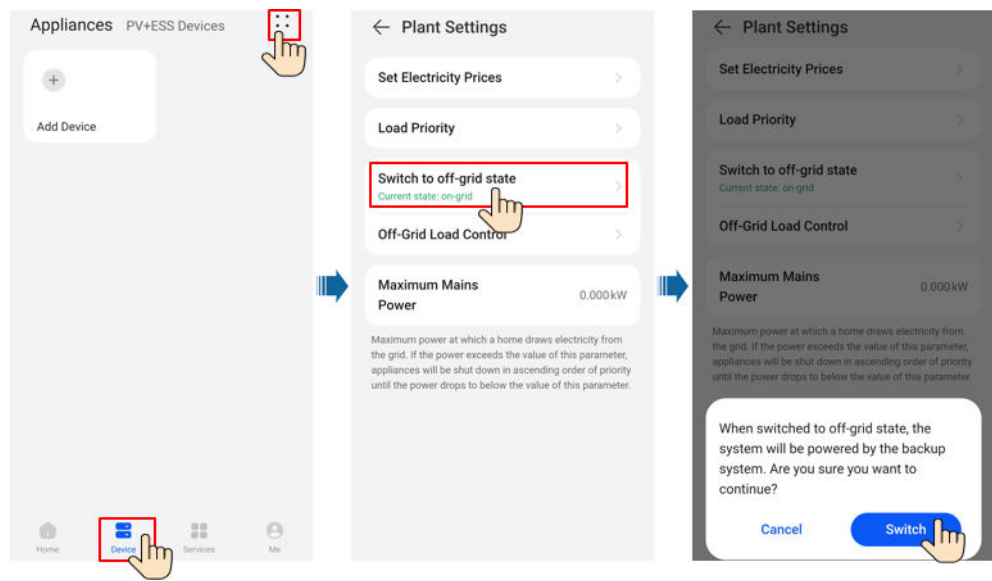 Appliances PV+ESS Devices
Add Device
Home
Device
Services
Me
Plant Settings
Set Electricity Prices
Load Priority
Switch to off-grid state
Current state: on-grid
Off-Grid Load Control
Maximum Mains
Power
0.000kW
Maximum power at which a home draws electricity from
the grid. If the power exceeds the value of this parameter,
appliances will be shut down in ascending order of priority
until the power drops to below the value of this parameter.
Plant Settings
Set Electricity Prices
Load Priority
Switch to off-grid state
Current state: on-grid
Off-Grid Load Control
Maximum Mains
Power
0.000kW
Maximum power at which a home draws electricity from
the grid. If the power exceeds the value of this parameter,
appliances will be shut down in ascending order of priority
until the power drops to below the value of this parameter.
When switched to off-grid state, the
system will be powered by the backup
system. Are you sure you want to
continue?
Cancel
Switch